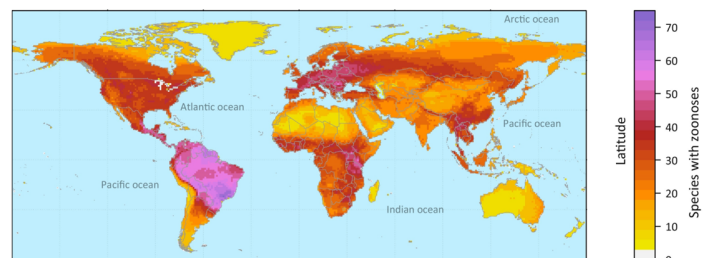 Arctic ocean
Atlantic ocean
Pacific ocean
Pacific ocean
Indian ocean
Latitude
70
60
50
40
30
20
10
Species with zoonoses